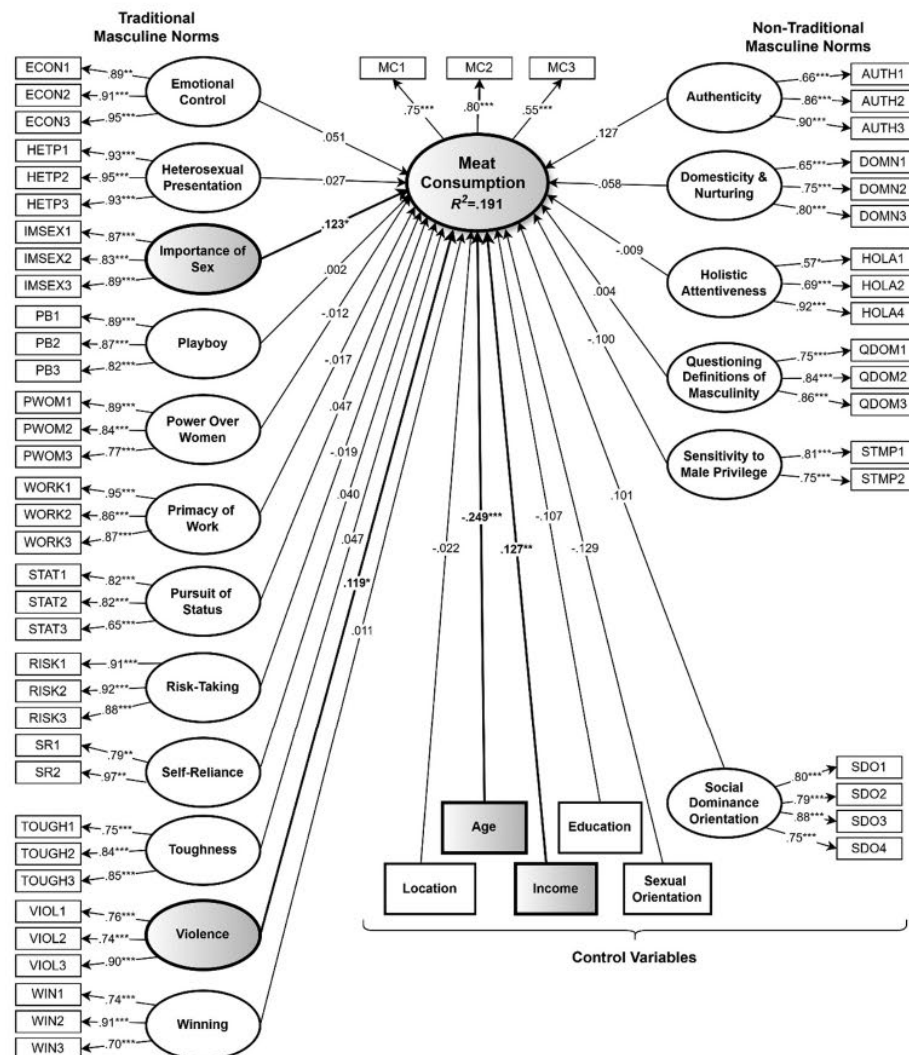 Traditional
Masculine Norms
Non-Traditional
Masculine Norms
ECON1
.89**
ECON2
.91***
ECON3
.95***
Emotional
Control
.051
HETP1
.93***
HETP2
.95***
HETP3
.93***
Heterosexual
Presentation
.027
IMSEX1
.87***
IMSEX2
.83***
IMSEX3
.89***
Importance of
Sex
.123*
PB1
.89***
PB2
.87***
PB3
.82***
Playboy
.002
PWOM1
.89***
PWOM2
.84***
PWOM3
.77***
Power Over
Women
-.012
WORK1
.95***
WORK2
.86***
WORK3
.87***
Primacy of
Work
-.017
STAT1
.82***
STAT2
.82***
STAT3
.65***
Pursuit of
Status
.047
RISK1
.91***
RISK2
.92***
RISK3
.88***
Risk-Taking
-.019
SR1
.79**
SR2
.97**
Self-Reliance
.040
TOUGH1
.75***
TOUGH2
.84***
TOUGH3
.85***
Toughness
.047
VIOL1
.76***
VIOL2
.74***
VIOL3
.90***
Violence
.119*
WIN1
.74***
WIN2
.91***
WIN3
.70***
Winning
.011
MC1
MC2
MC3
.75***
.80***
.55***
Meat
Consumption
R²=.191
Authenticity
.127
.66***
AUTH1
.86***
AUTH2
.90***
AUTH3
Domesticity &
Nurturing
-.058
.65***
DOMN1
.75***
DOMN2
.80***
DOMN3
Holistic
Attentiveness
-.009
.57*
HOLA1
.69***
HOLA2
.92***
HOLA4
Questioning
Definitions of
Masculinity
.004
.75***
QDOM1
.84***
QDOM2
.86***
QDOM3
Sensitivity to
Male Privilege
-.100
.81***
STMP1
.75***
STMP2
Social
Dominance
Orientation
.101
.80***
SDO1
.79***
SDO2
.88***
SDO3
.75***
SDO4
-.022
-.249***
.127**
-.107
-.129
Age
Education
Location
Income
Sexual
Orientation
Control Variables